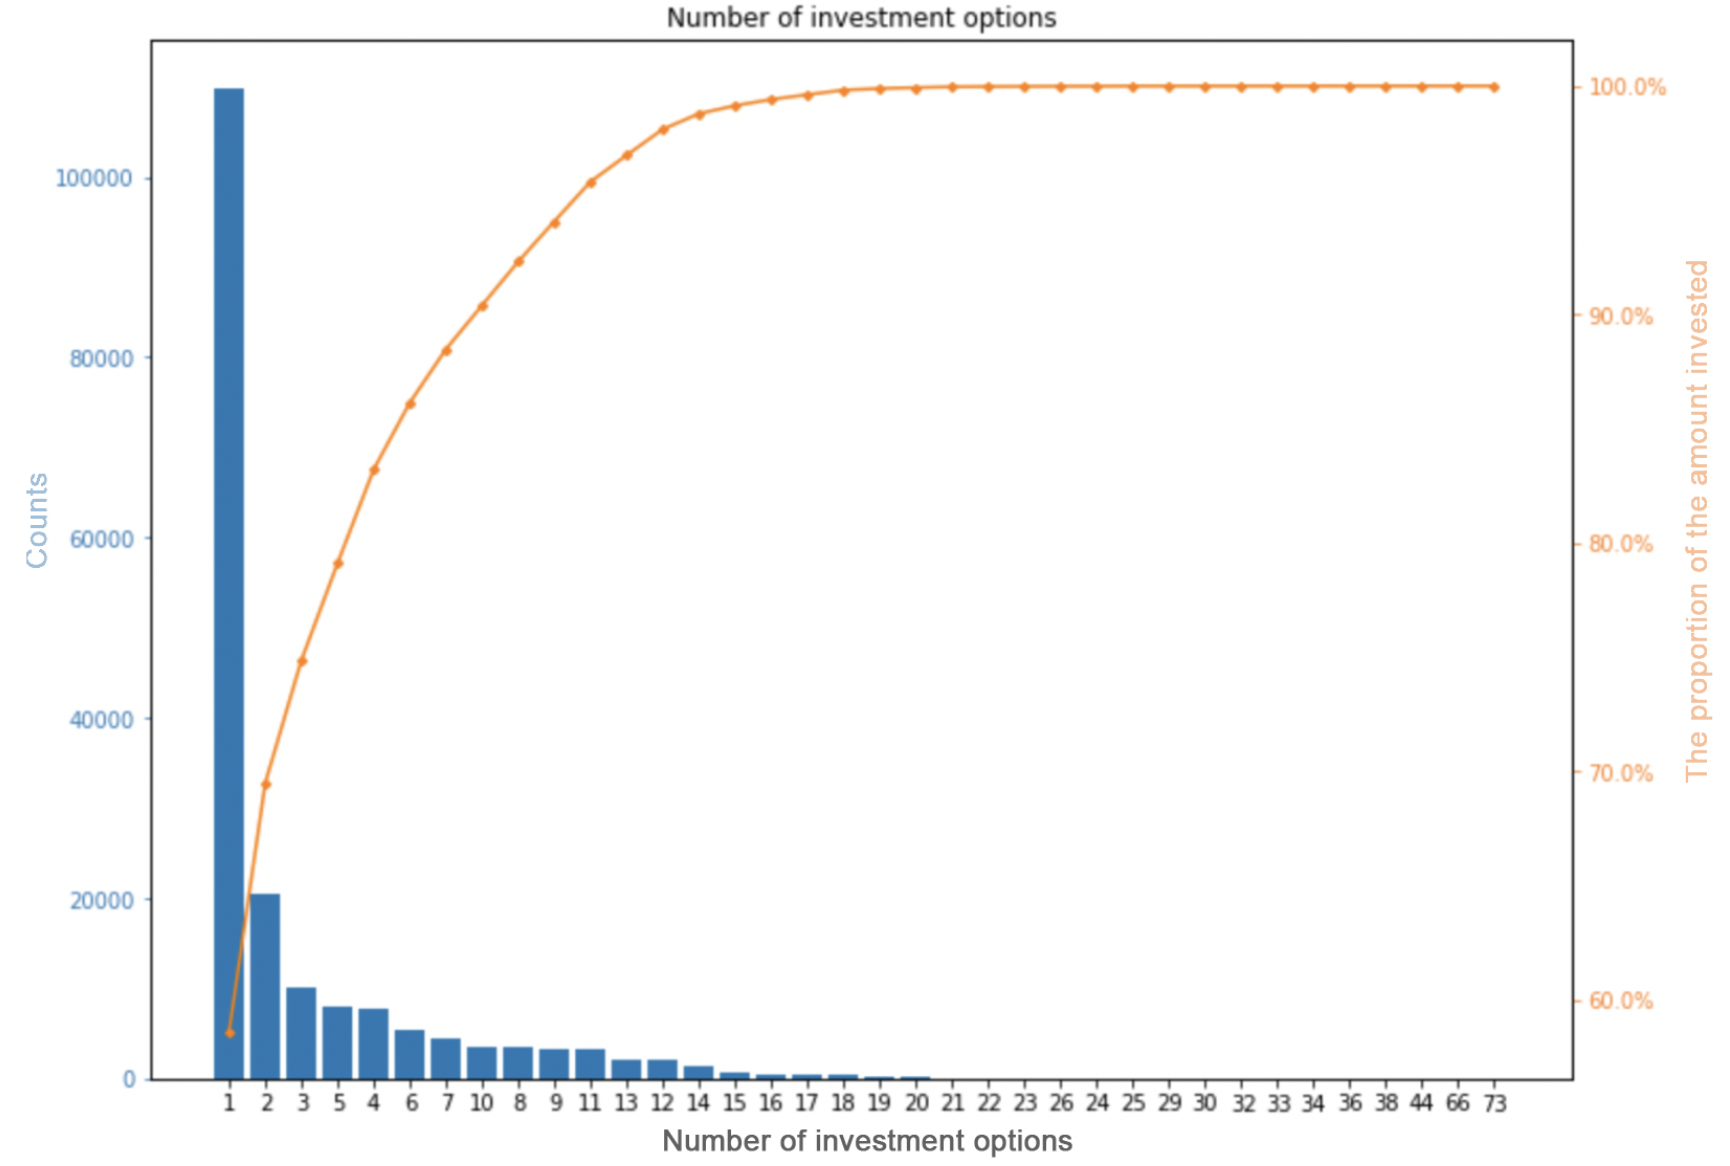 Number of investment options
100000
80000
60000
40000
20000
0
Counts
100.0%
90.0%
80.0%
70.0%
60.0%
The proportion of the amount invested
1 2 3 5 4 6 7 10 8 9 11 13 12 14 15 16 17 18 19 20 21 22 23 26 24 25 29 30 32 33 34 36 38 44 66 73
Number of investment options